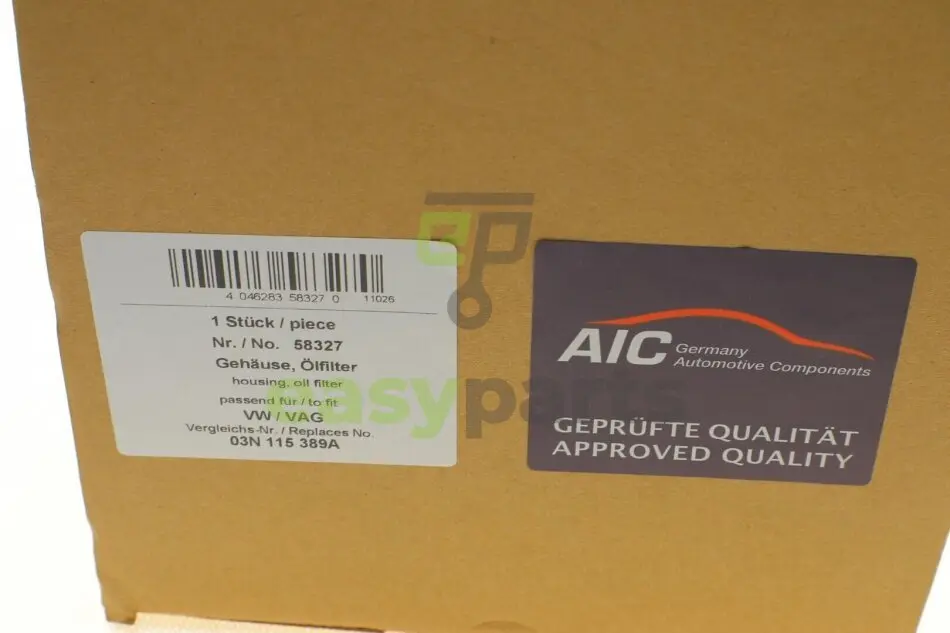 4 046283 58327 0 11026
1 Stück / piece
Nr. / No. 58327
Gehäuse, Ölfilter
housing, oil filter
passend für / to fit
VW / VAG
Vergleichs-Nr. / Replaces No.
03N 115 389A
AIC Germany
Automotive Components
GEPRÜFTE QUALITÄT
APPROVED QUALITY
ep
easyparts